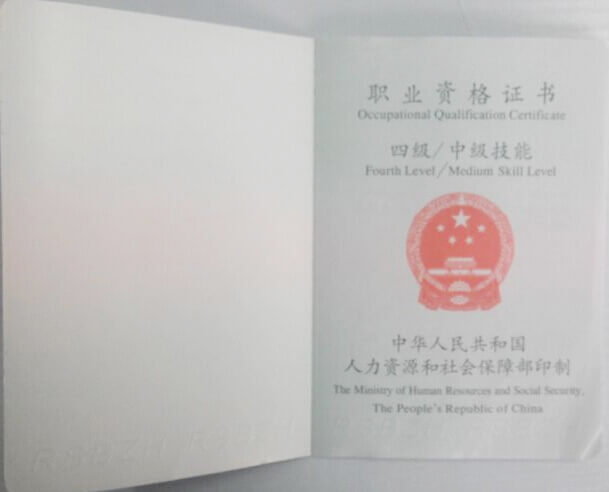 职业资格证书
Occupational Qualification Certificate
四级/中级技能
Fourth Level/Medium Skill Level
中华人民共和国
人力资源和社会保障部印制
The Ministry of Human Resources and Social Security,
The People's Republic of China